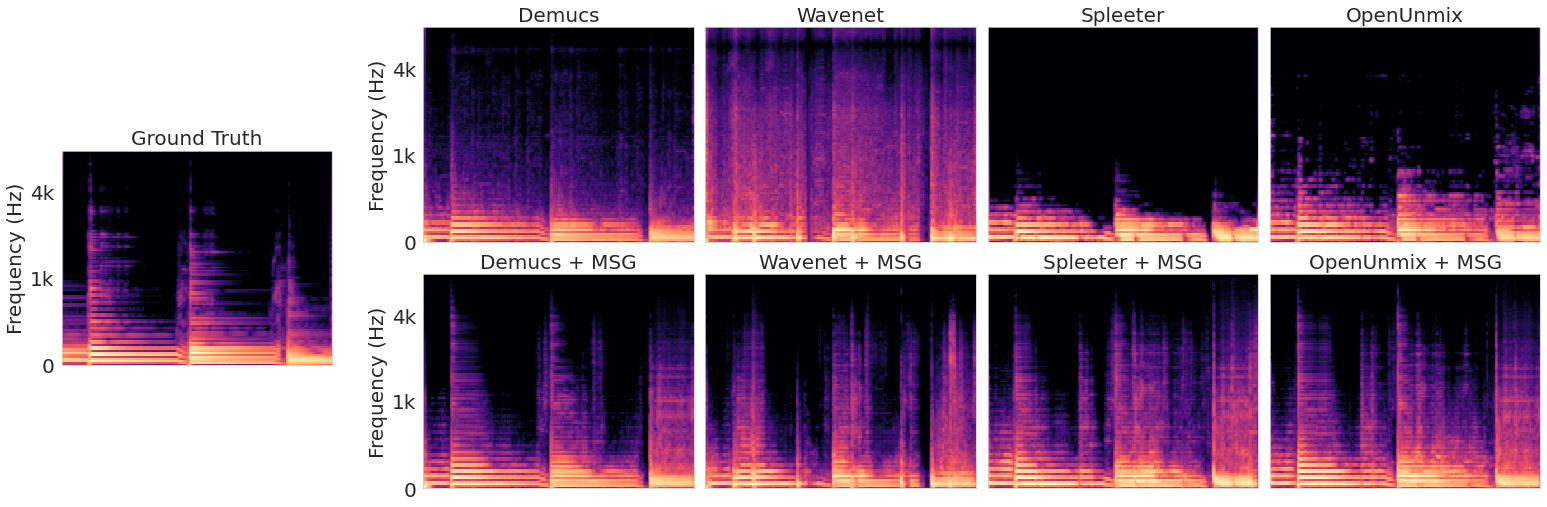 Ground Truth
Frequency (Hz)
4k
1k
0
Demucs
Wavenet
Spleeter
OpenUnmix
Frequency (Hz)
4k
1k
0
Demucs + MSG
Wavenet + MSG
Spleeter + MSG
OpenUnmix + MSG
Frequency (Hz)
4k
1k
0